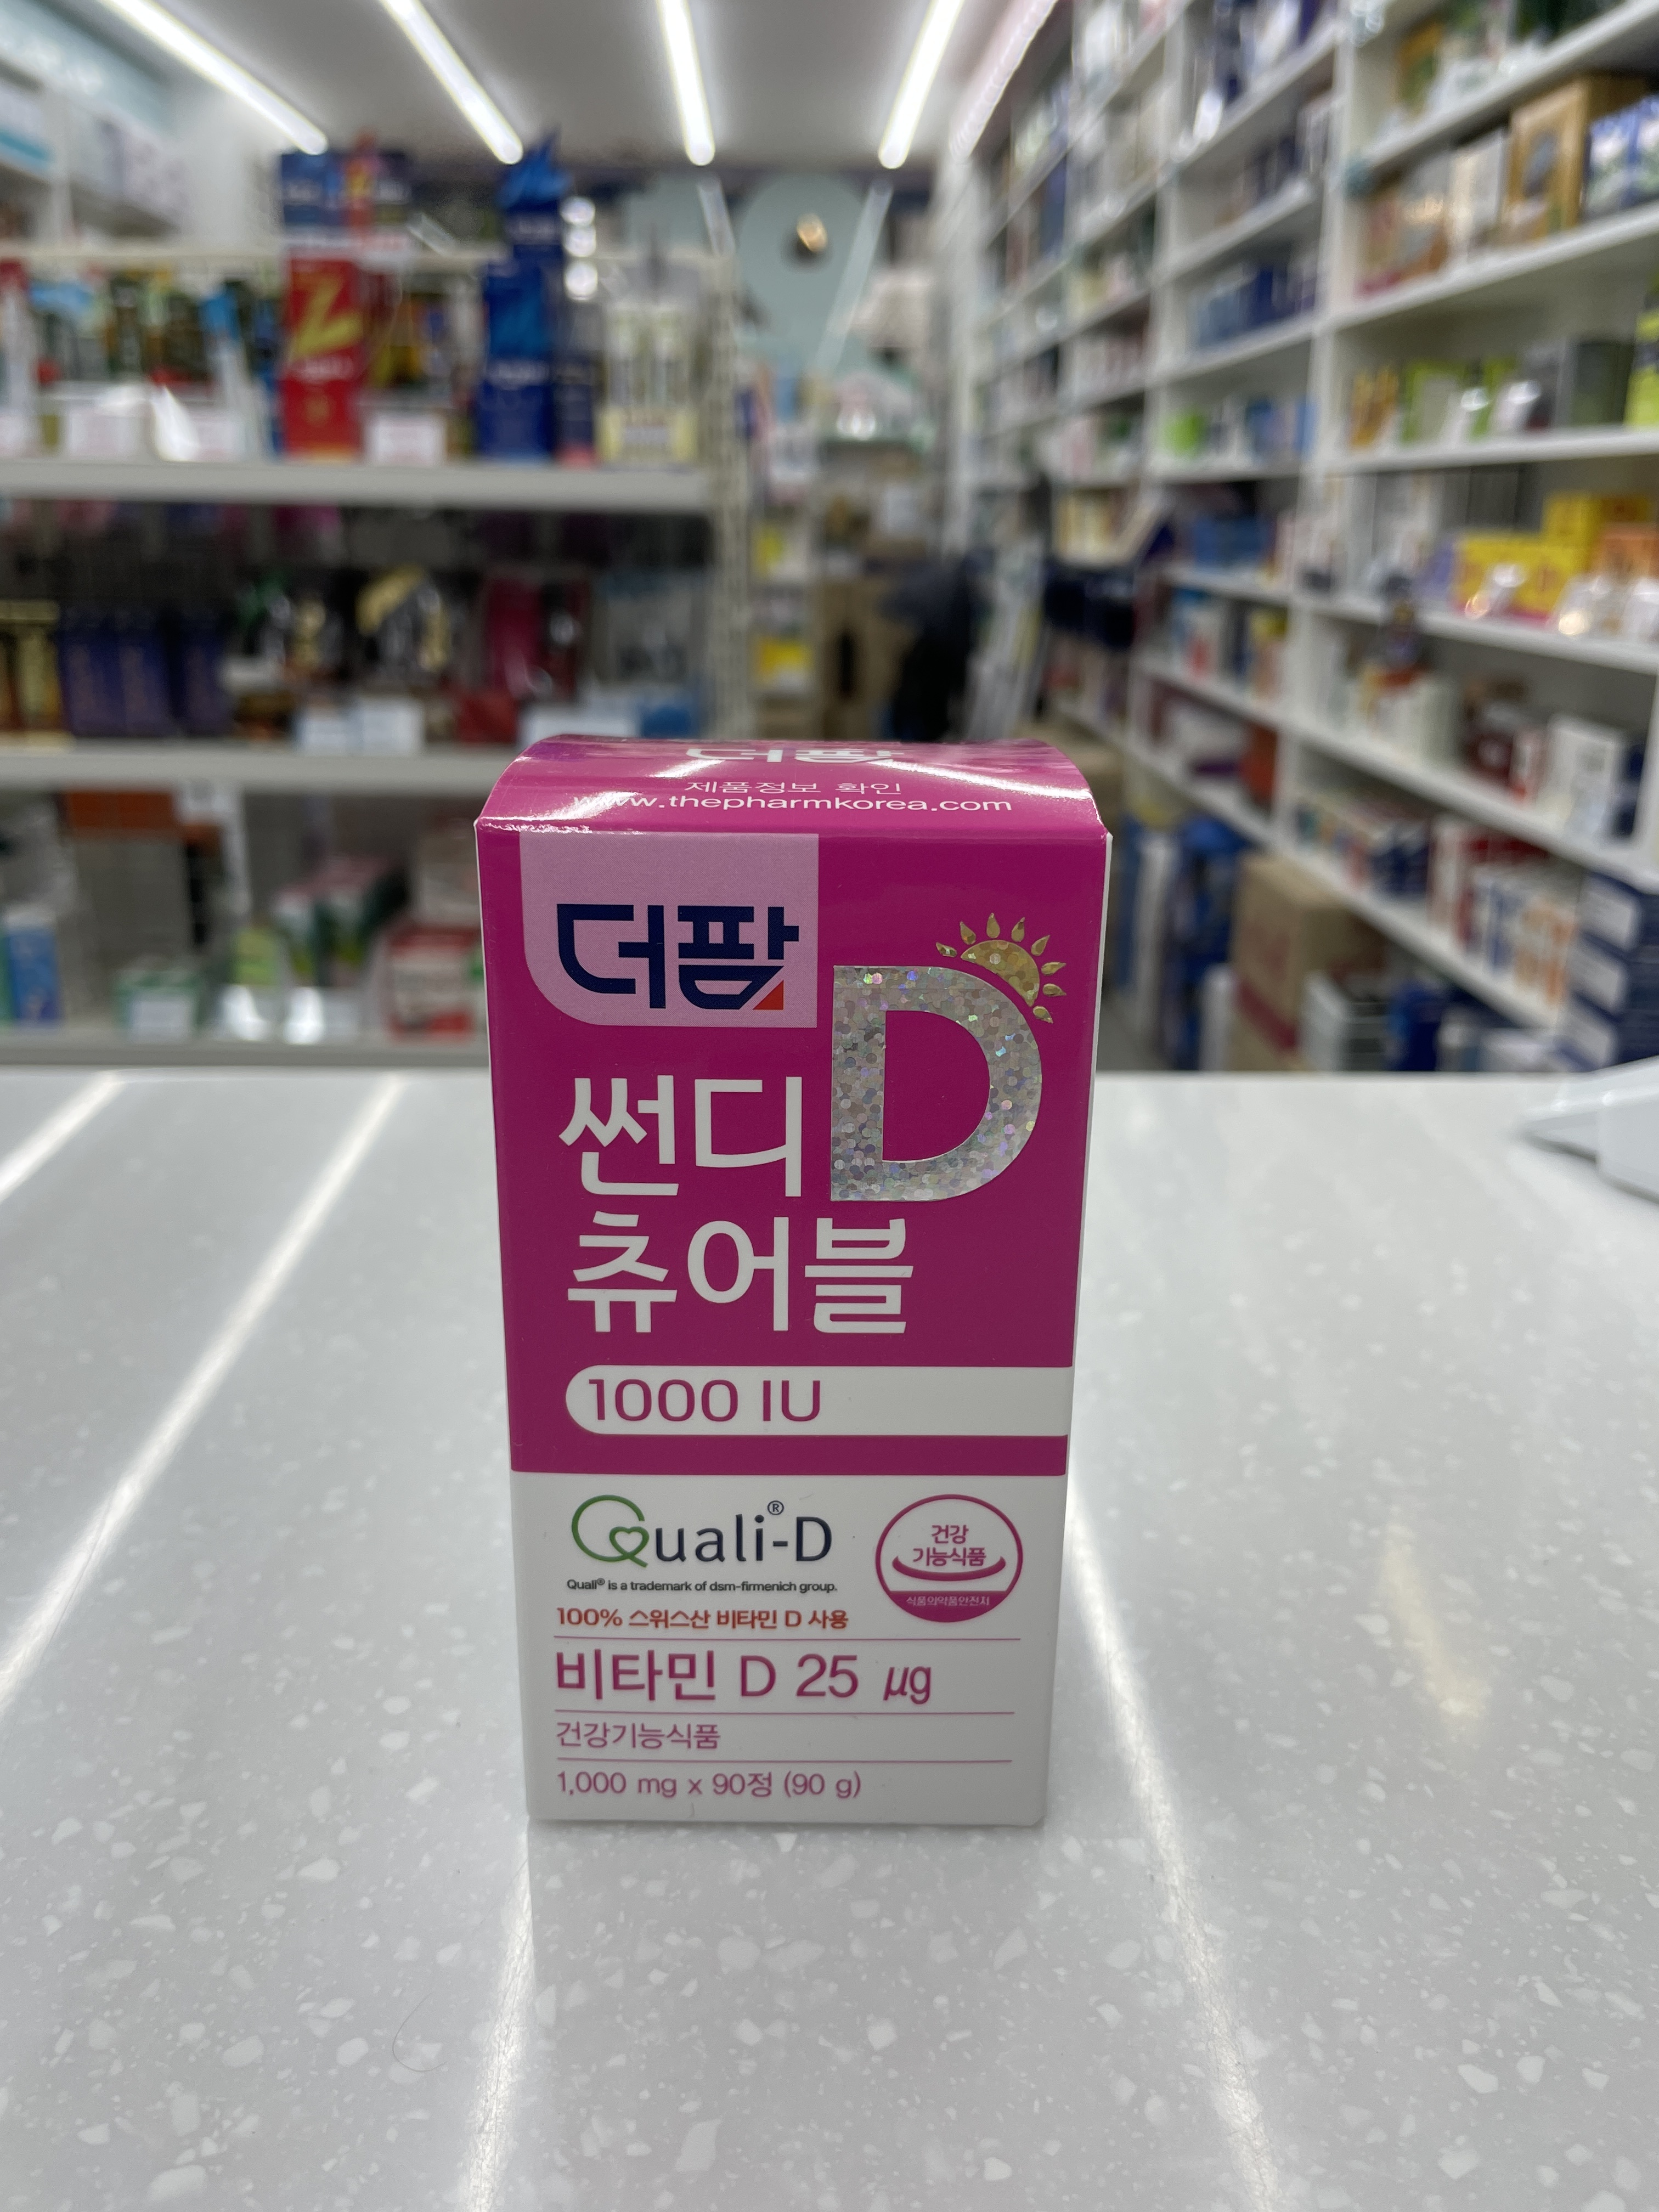 더팜
제품정보 확인
www.thepharmkorea.com
더팜
썬디 D
츄어블
1000 IU
Quali®-D
Quali® is a trademark of dsm-firmenich group.
건강
기능식품
식품의약품안전처
100% 스위스산 비타민 D 사용
비타민 D 25 μg
건강기능식품
1,000 mg x 90정 (90 g)